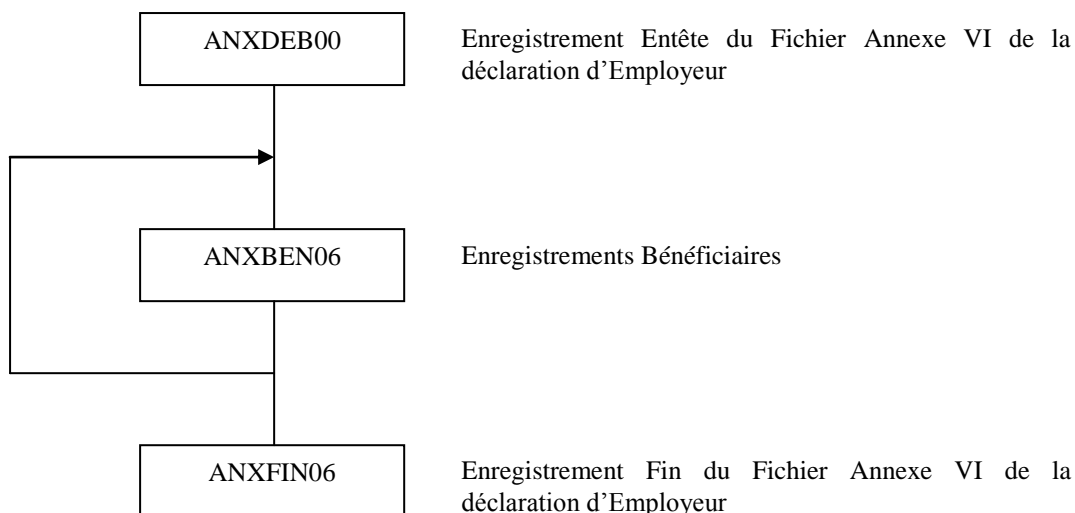 ANXDEB00
Enregistrement Entête du Fichier Annexe VI de la
déclaration d’Employeur
ANXBEN06
Enregistrements Bénéficiaires
ANXFIN06
Enregistrement Fin du Fichier Annexe VI de la
déclaration d’Employeur